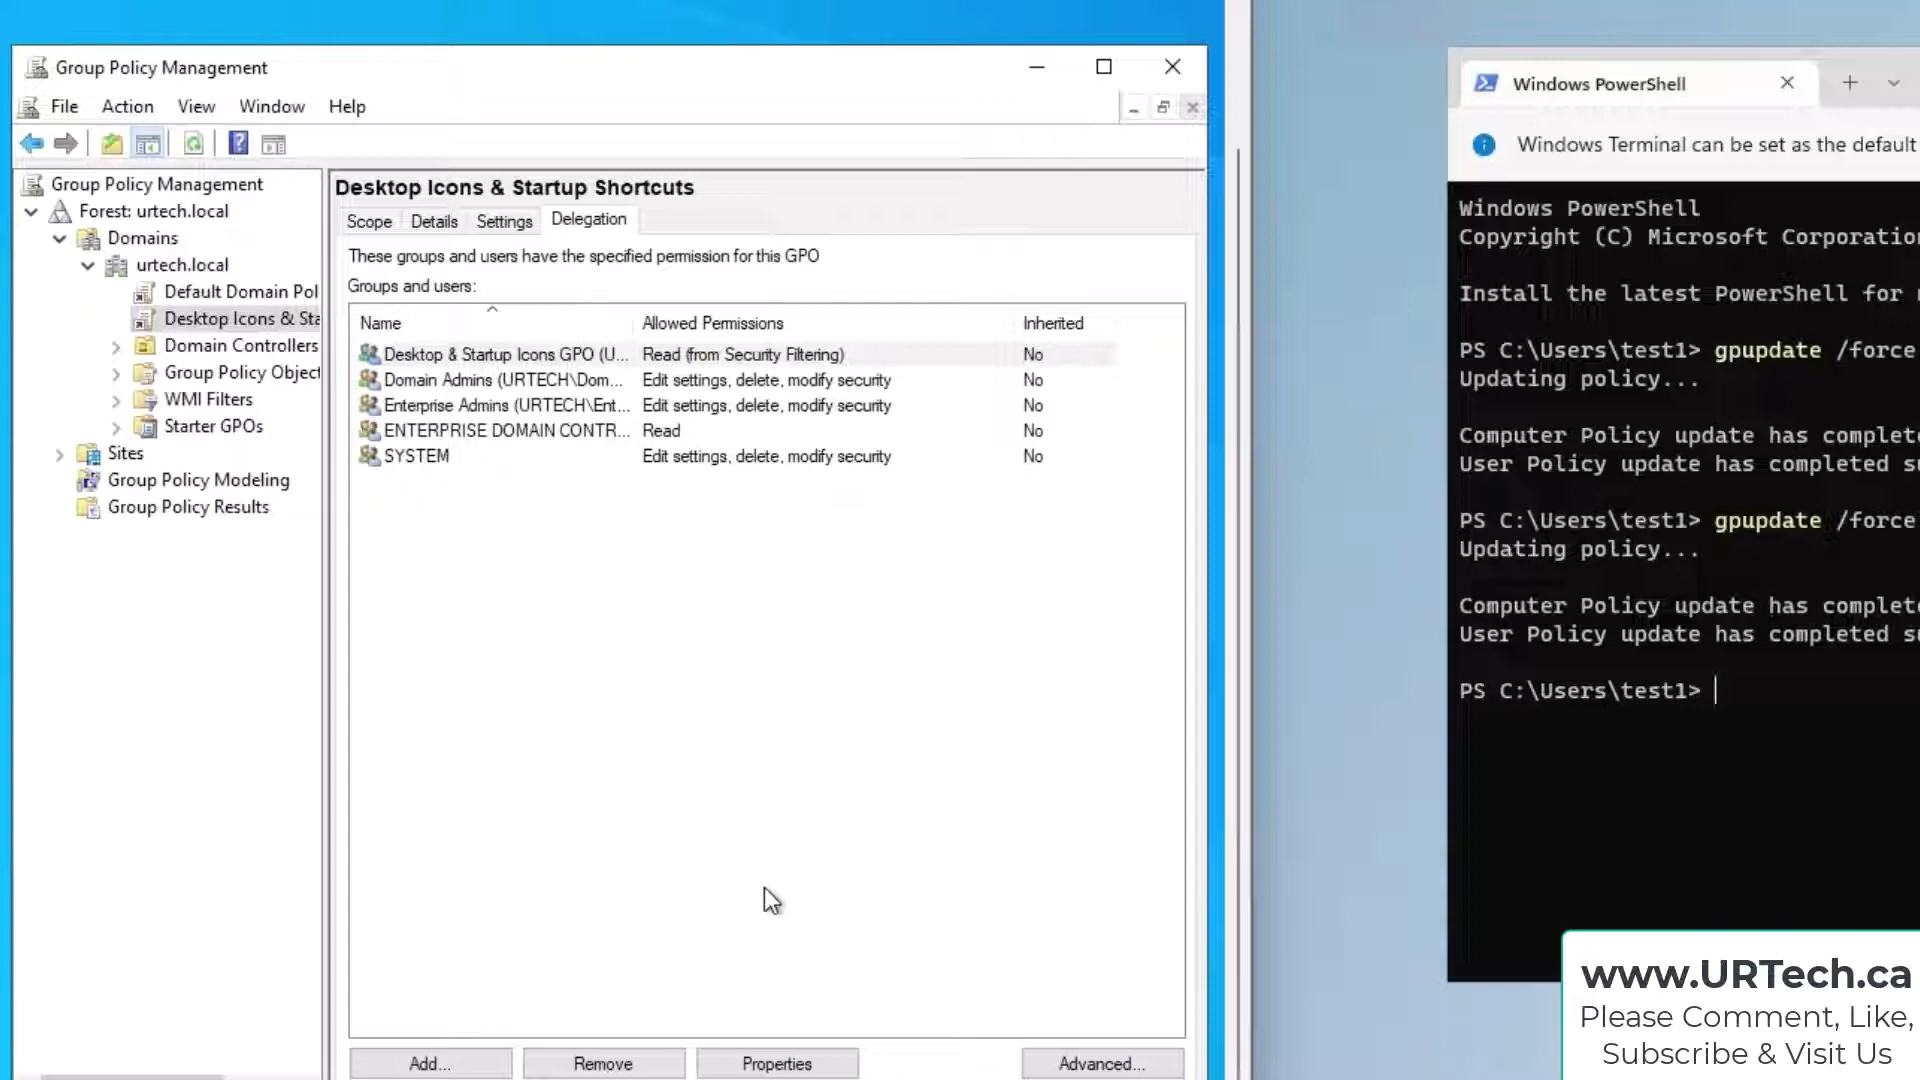 Group Policy Management
File Action View Window Help
Group Policy Management
Forest: urtech.local
Domains
urtech.local
Default Domain Pol
Desktop Icons & Sta
Domain Controllers
Group Policy Object
WMI Filters
Starter GPOs
Sites
Group Policy Modeling
Group Policy Results
Desktop Icons & Startup Shortcuts
Scope Details Settings Delegation
These groups and users have the specified permission for this GPO
Groups and users:
Name Allowed Permissions Inherited
Desktop & Startup Icons GPO (U... Read (from Security Filtering) No
Domain Admins (URTECH\Dom... Edit settings, delete, modify security No
Enterprise Admins (URTECH\Ent... Edit settings, delete, modify security No
ENTERPRISE DOMAIN CONTR... Read No
SYSTEM Edit settings, delete, modify security No
Add... Remove Properties Advanced...
Windows PowerShell
Windows Terminal can be set as the default
Windows PowerShell
Copyright (C) Microsoft Corporation
Install the latest PowerShell for
PS C:\Users\test1> gpupdate /force
Updating policy...
Computer Policy update has complete
User Policy update has completed su
PS C:\Users\test1> gpupdate /force
Updating policy...
Computer Policy update has complete
User Policy update has completed su
PS C:\Users\test1>
www.URTech.ca
Please Comment, Like,
Subscribe & Visit Us